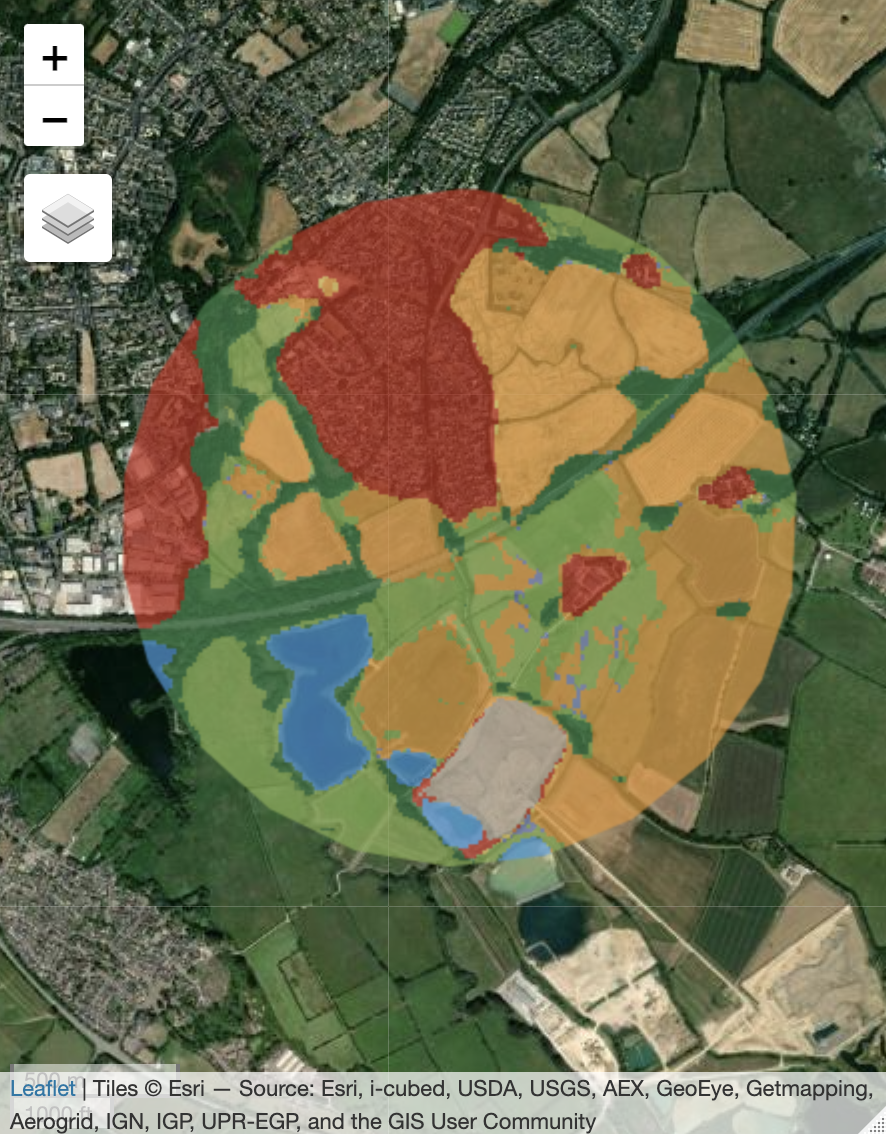 +
−
500 m
1000 ft
Leaflet | Tiles © Esri — Source: Esri, i-cubed, USDA, USGS, AEX, GeoEye, Getmapping,
Aerogrid, IGN, IGP, UPR-EGP, and the GIS User Community